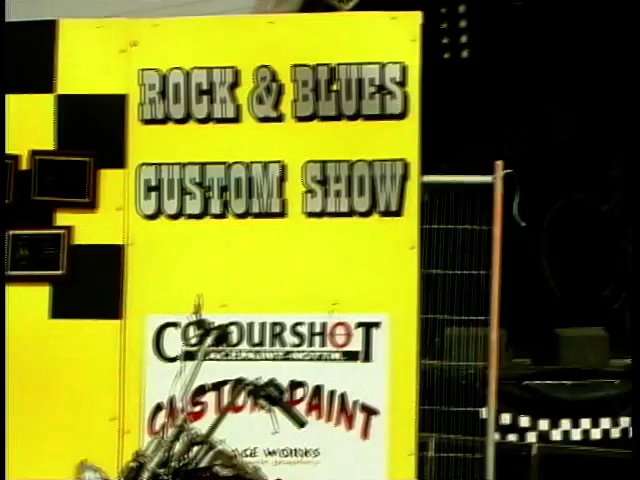 ROCK & BLUES
CUSTOM SHOW
COLOURSHOT
CUSTOM PAINT